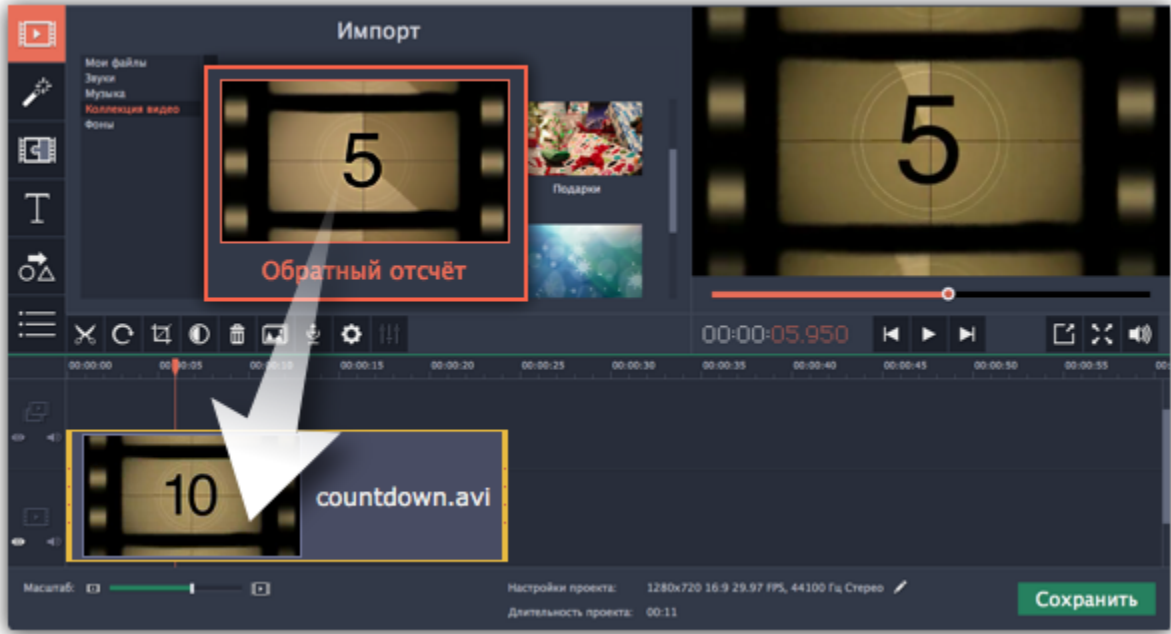 Импорт
Мои файлы
Звуки
Музыка
Коллекция видео
Фоны
5
Обратный отсчёт
Подарки
5
00:00:05.950
00:00:00
00:00:05
00:00:10
00:00:15
00:00:20
00:00:25
00:00:30
00:00:35
00:00:40
00:00:45
00:00:50
00:00:55
10
countdown.avi
Масштаб:
Настройки проекта: 1280x720 16:9 29.97 FPS, 44100 Гц Стерео
Длительность проекта: 00:11
Сохранить